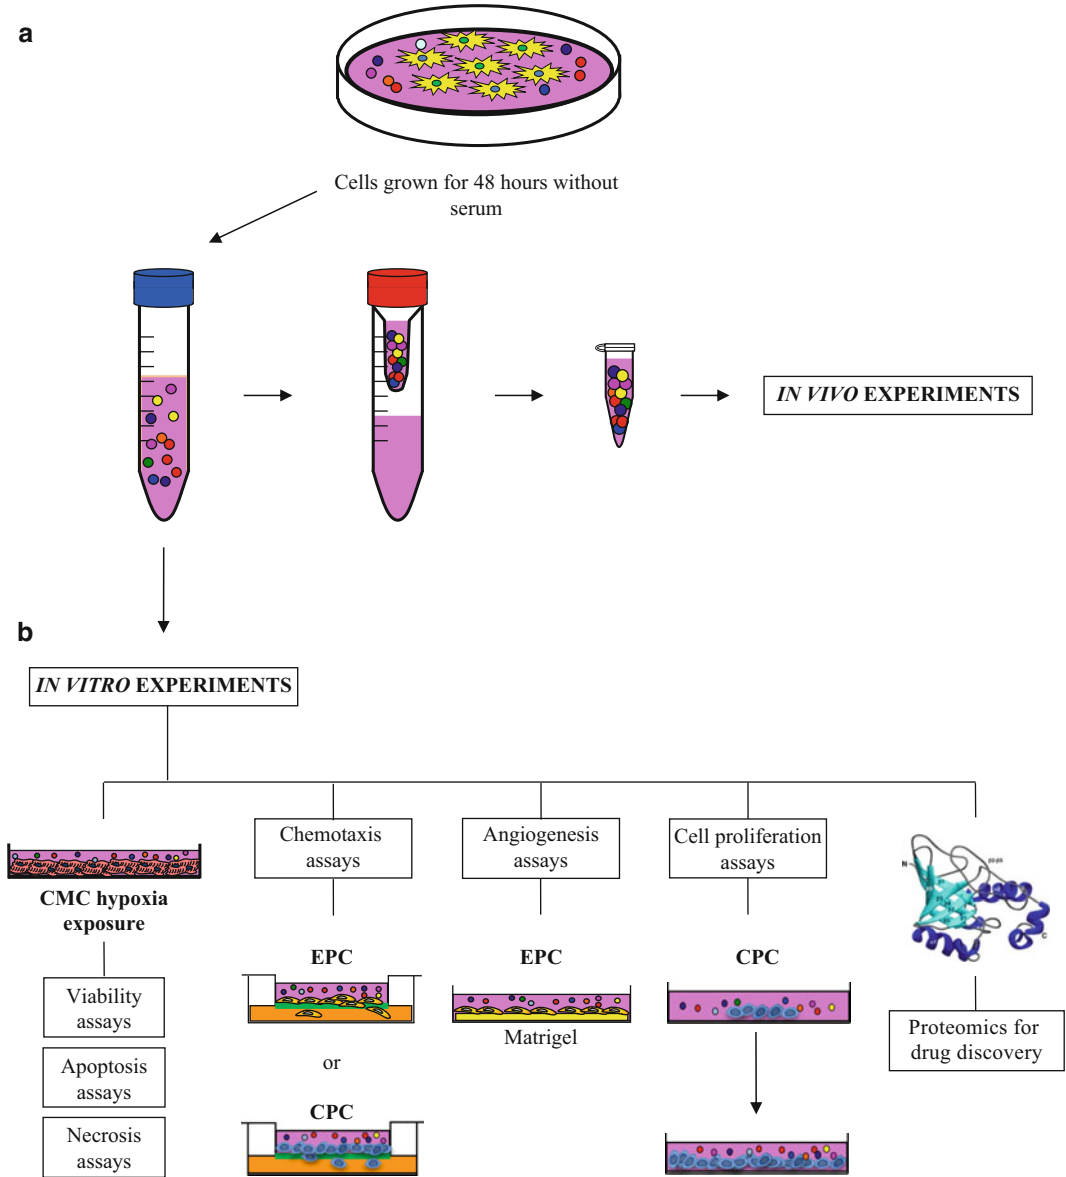 a
Cells grown for 48 hours without
serum
IN VIVO EXPERIMENTS
b
IN VITRO EXPERIMENTS
CMC hypoxia
exposure
Viability
assays
Apoptosis
assays
Necrosis
assays
Chemotaxis
assays
EPC
or
CPC
Angiogenesis
assays
EPC
Matrigel
Cell proliferation
assays
CPC
N
C
Proteomics for
drug discovery